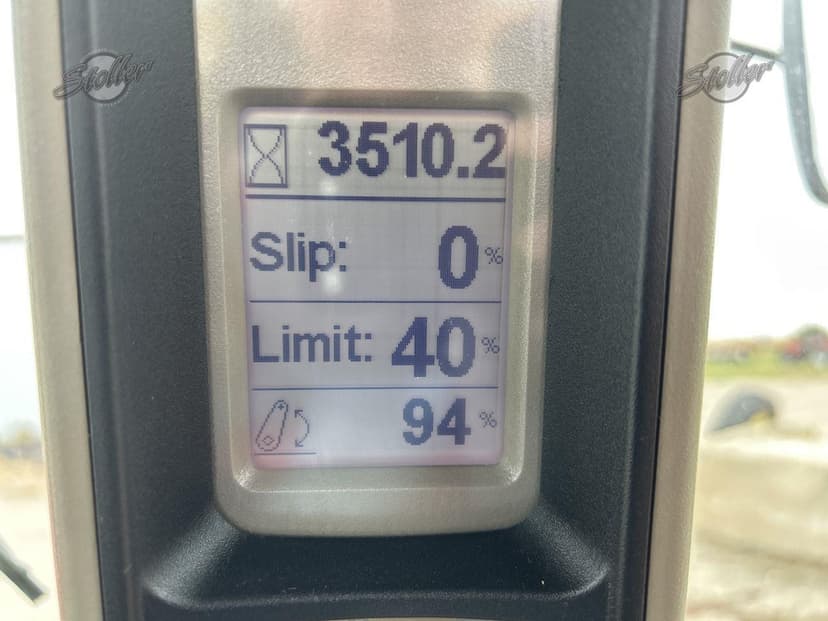 Stoller Stoller
3510.2
Slip: 0 %
Limit: 40 %
94 %